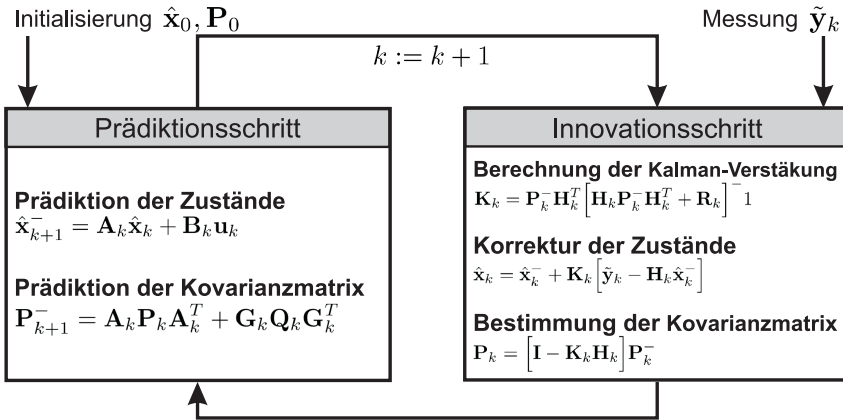 Initialisierung x̂₀, P₀
Messung ỹₖ
k := k + 1
Prädiktionsschritt
Prädiktion der Zustände
x̂⁻ₖ₊₁ = Aₖx̂ₖ + Bₖuₖ
Prädiktion der Kovarianzmatrix
P⁻ₖ₊₁ = AₖPₖAₖᵀ + GₖQₖGₖᵀ
Innovationsschritt
Berechnung der Kalman-Verstäkung
Kₖ = Pₖ⁻Hₖᵀ[HₖPₖ⁻Hₖᵀ + Rₖ]⁻1
Korrektur der Zustände
x̂ₖ = x̂ₖ⁻ + Kₖ[ỹₖ − Hₖx̂ₖ⁻]
Bestimmung der Kovarianzmatrix
Pₖ = [I − KₖHₖ]Pₖ⁻